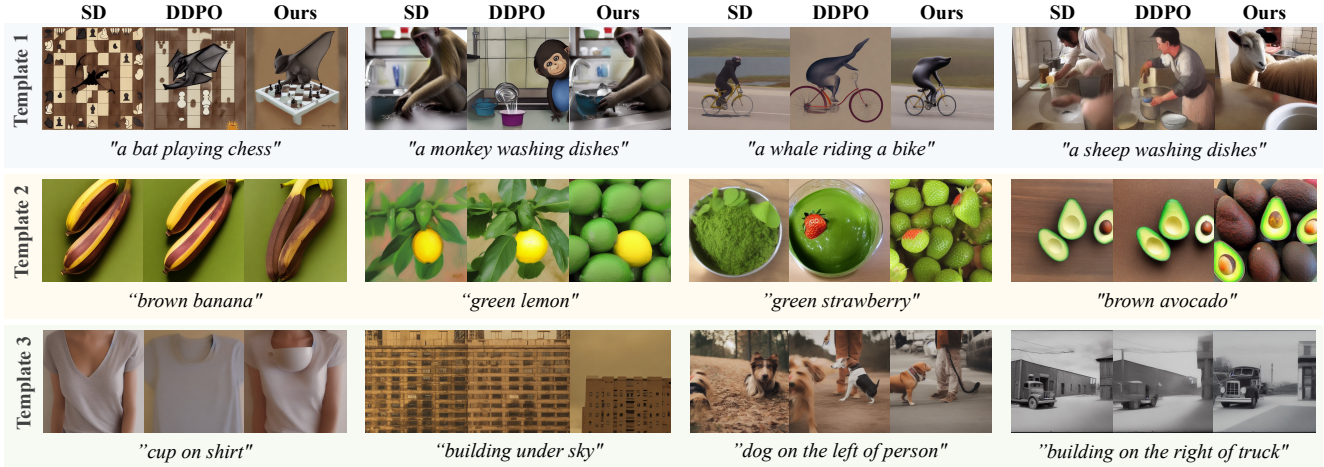 SD DDPO Ours SD DDPO Ours SD DDPO Ours SD DDPO Ours
Template 1
"a bat playing chess" "a monkey washing dishes" "a whale riding a bike" "a sheep washing dishes"
Template 2
“brown banana" “green lemon" ”green strawberry" "brown avocado"
Template 3
”cup on shirt" “building under sky" ”dog on the left of person" ”building on the right of truck"